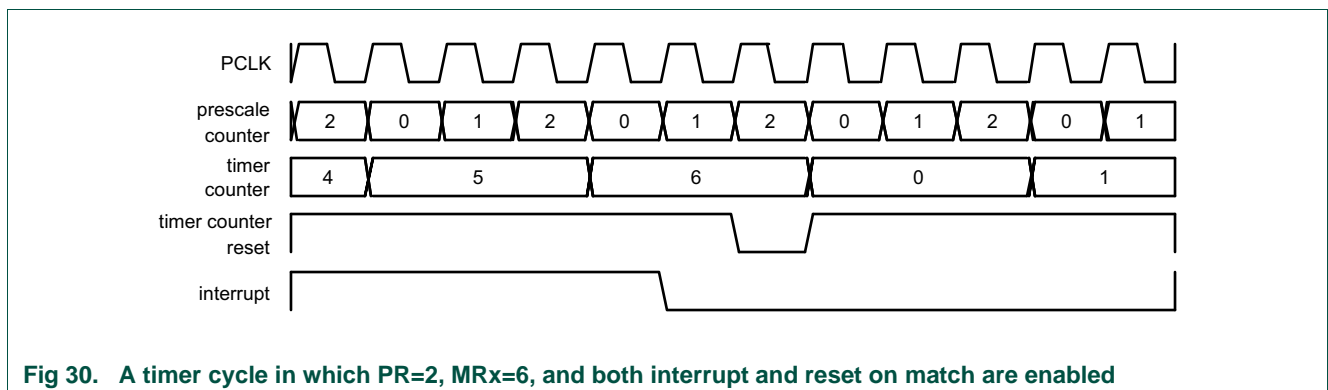 PCLK
prescale
counter
2 0 1 2 0 1 2 0 1 2 0 1
timer
counter
4 5 6 0 1
timer counter
reset
interrupt
Fig 30. A timer cycle in which PR=2, MRx=6, and both interrupt and reset on match are enabled